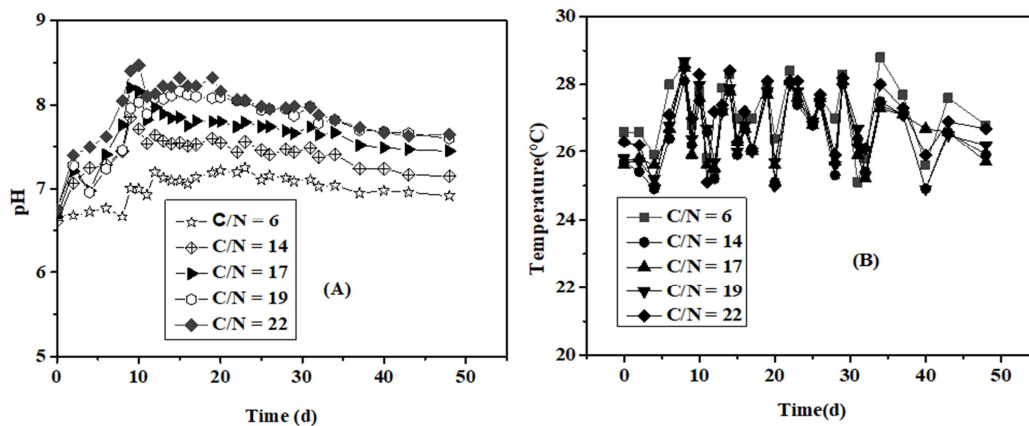 9
8
7
6
5
pH
0
10
20
30
40
50
Time (d)
C/N = 6
C/N = 14
C/N = 17
C/N = 19
C/N = 22
(A)
30
28
26
24
22
20
Temperature(°C)
0
10
20
30
40
50
Time(d)
C/N = 6
C/N = 14
C/N = 17
C/N = 19
C/N = 22
(B)